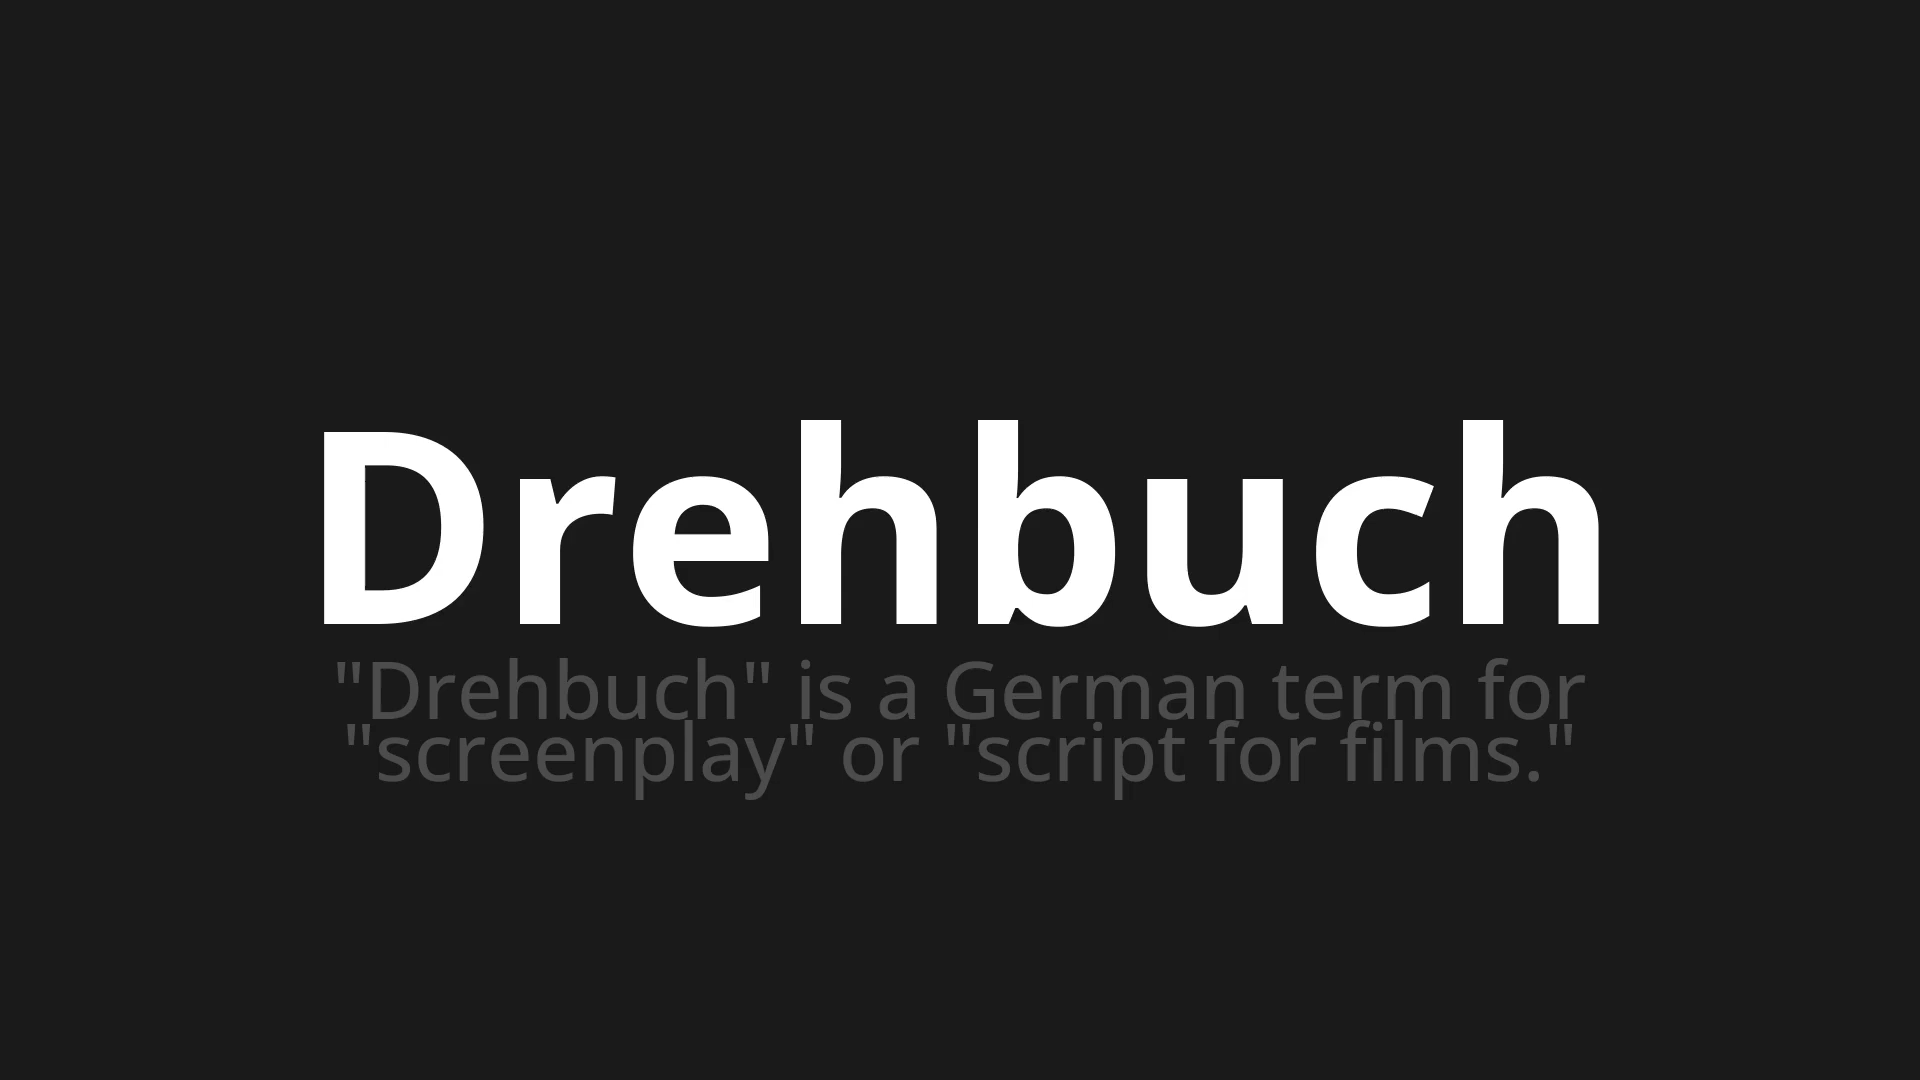 Drehbuch
"Drehbuch" is a German term for
"screenplay" or "script for films."